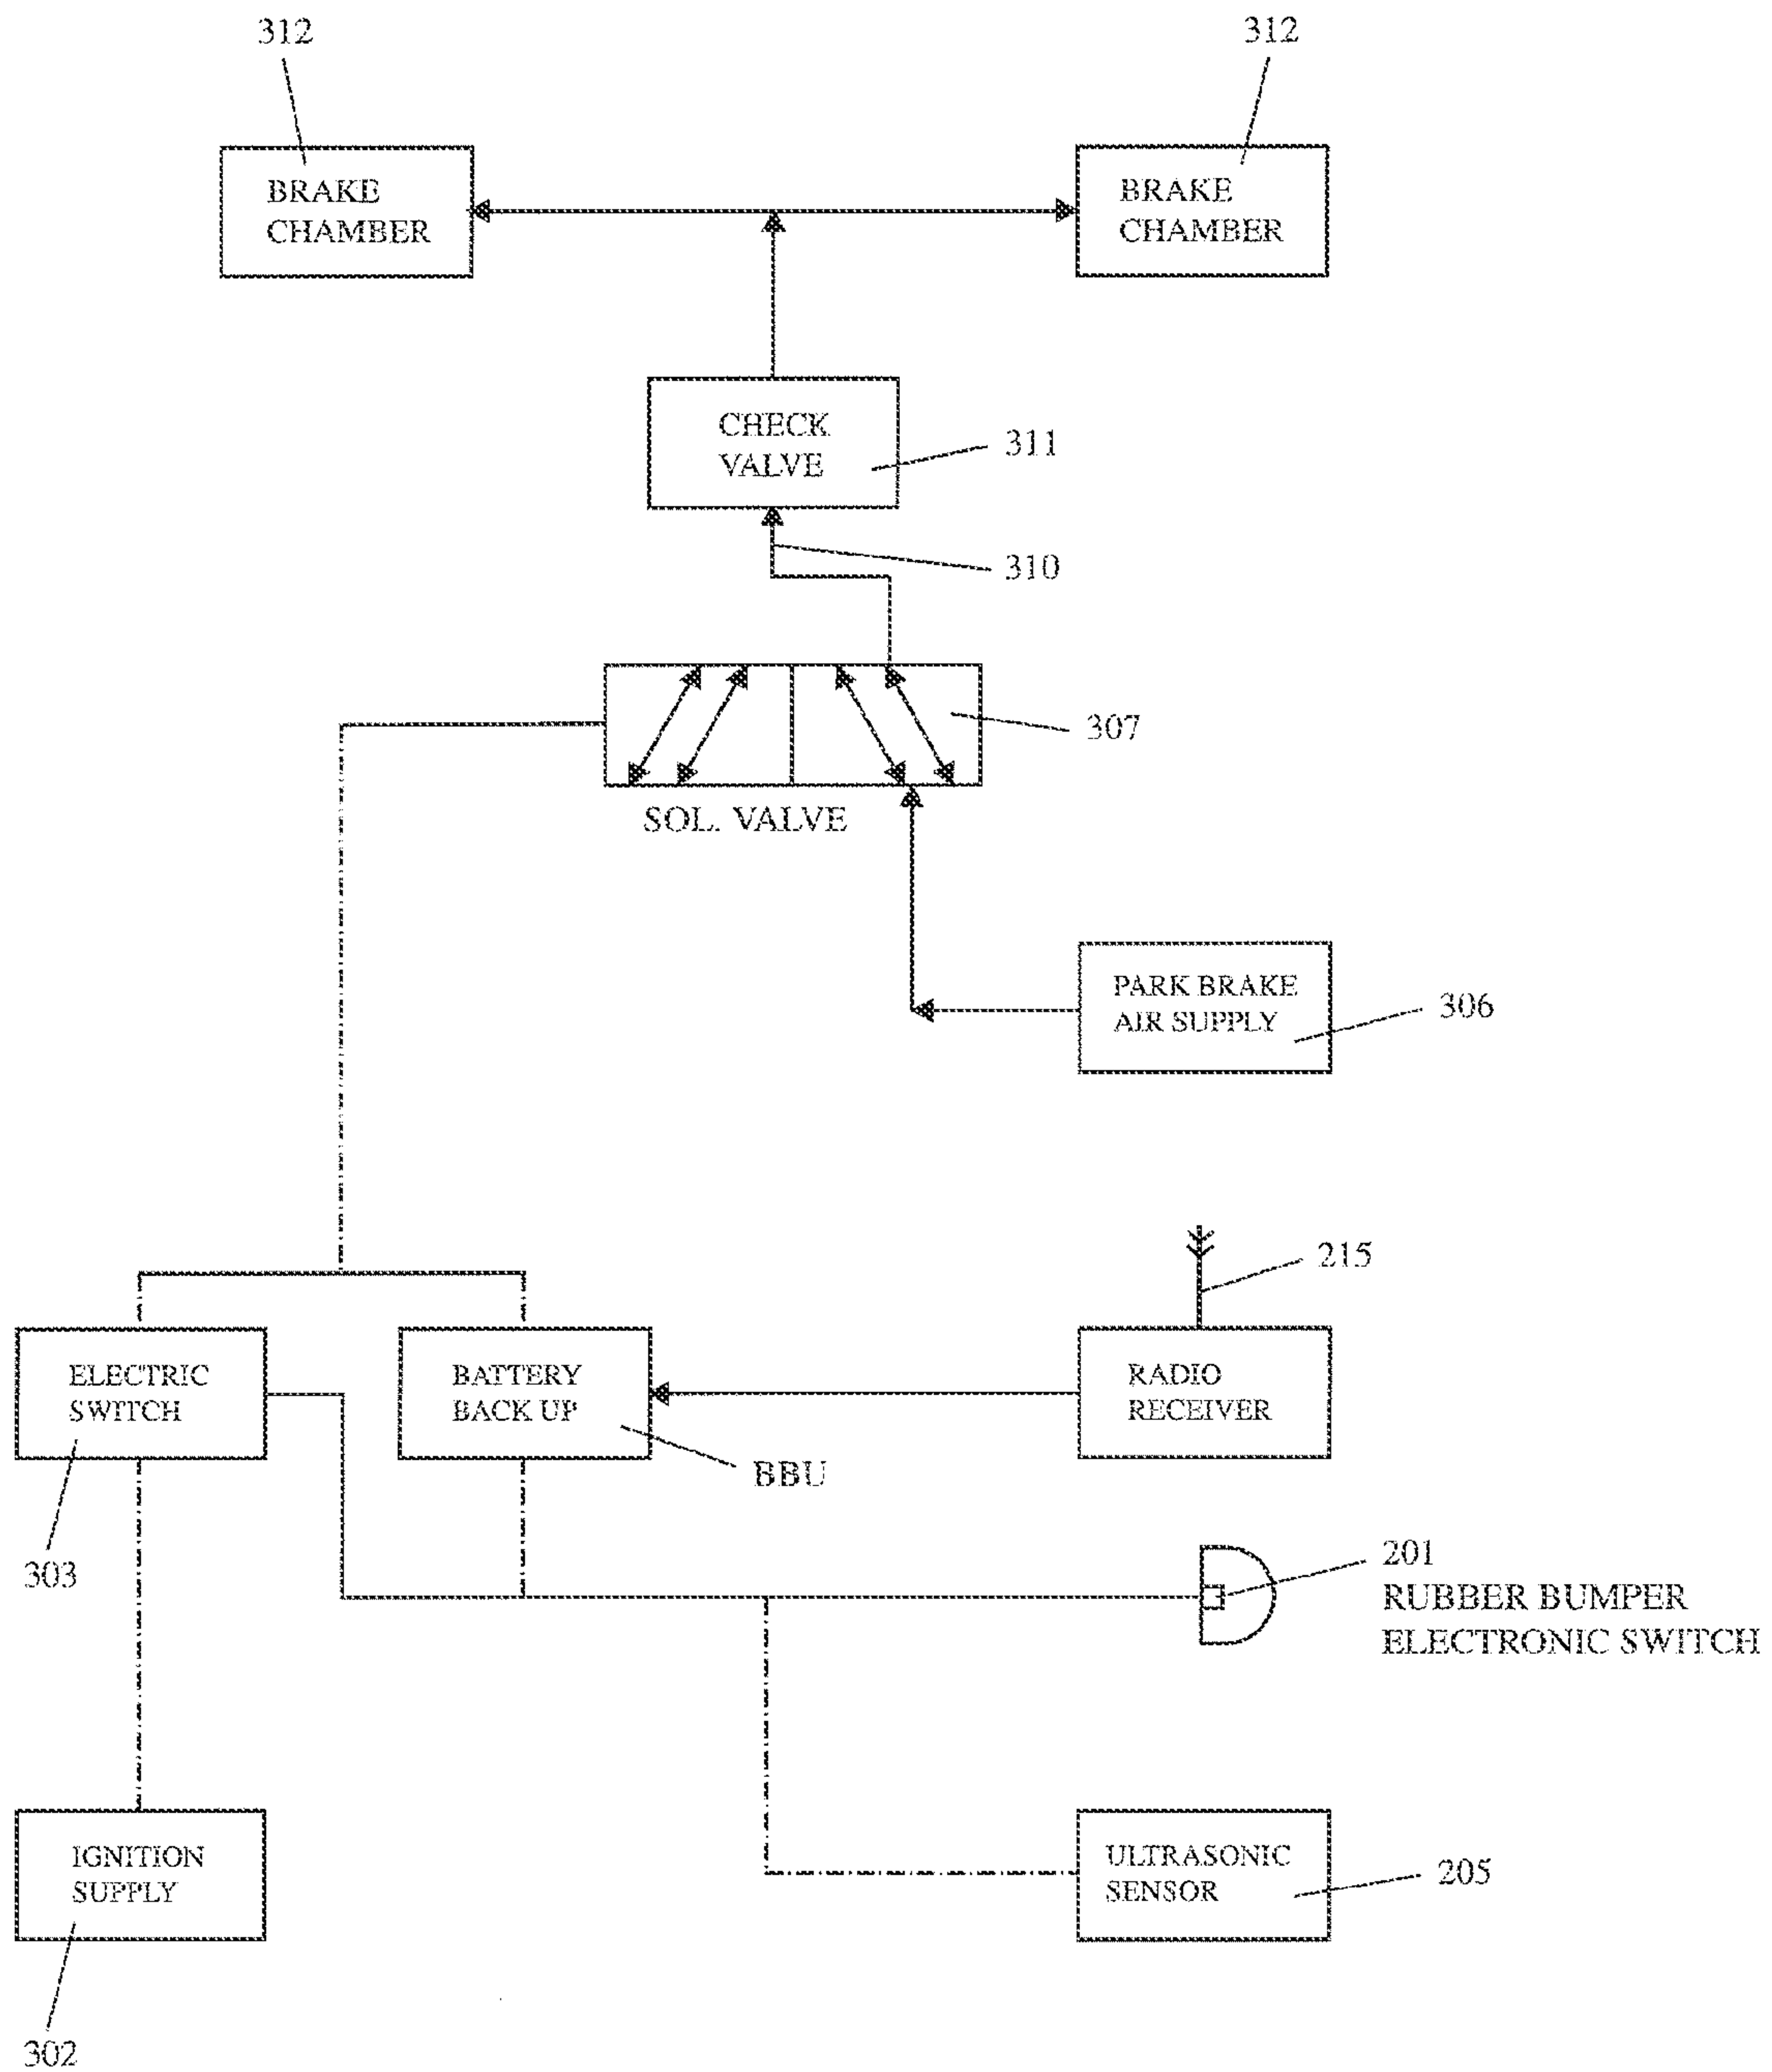 312
312
BRAKE
CHAMBER
BRAKE
CHAMBER
CHECK
VALVE
311
310
307
SOL. VALVE
PARK BRAKE
AIR SUPPLY
306
215
ELECTRIC
SWITCH
BATTERY
BACK UP
RADIO
RECEIVER
BBU
303
201
RUBBER BUMPER
ELECTRONIC SWITCH
IGNITION
SUPPLY
ULTRASONIC
SENSOR
205
302